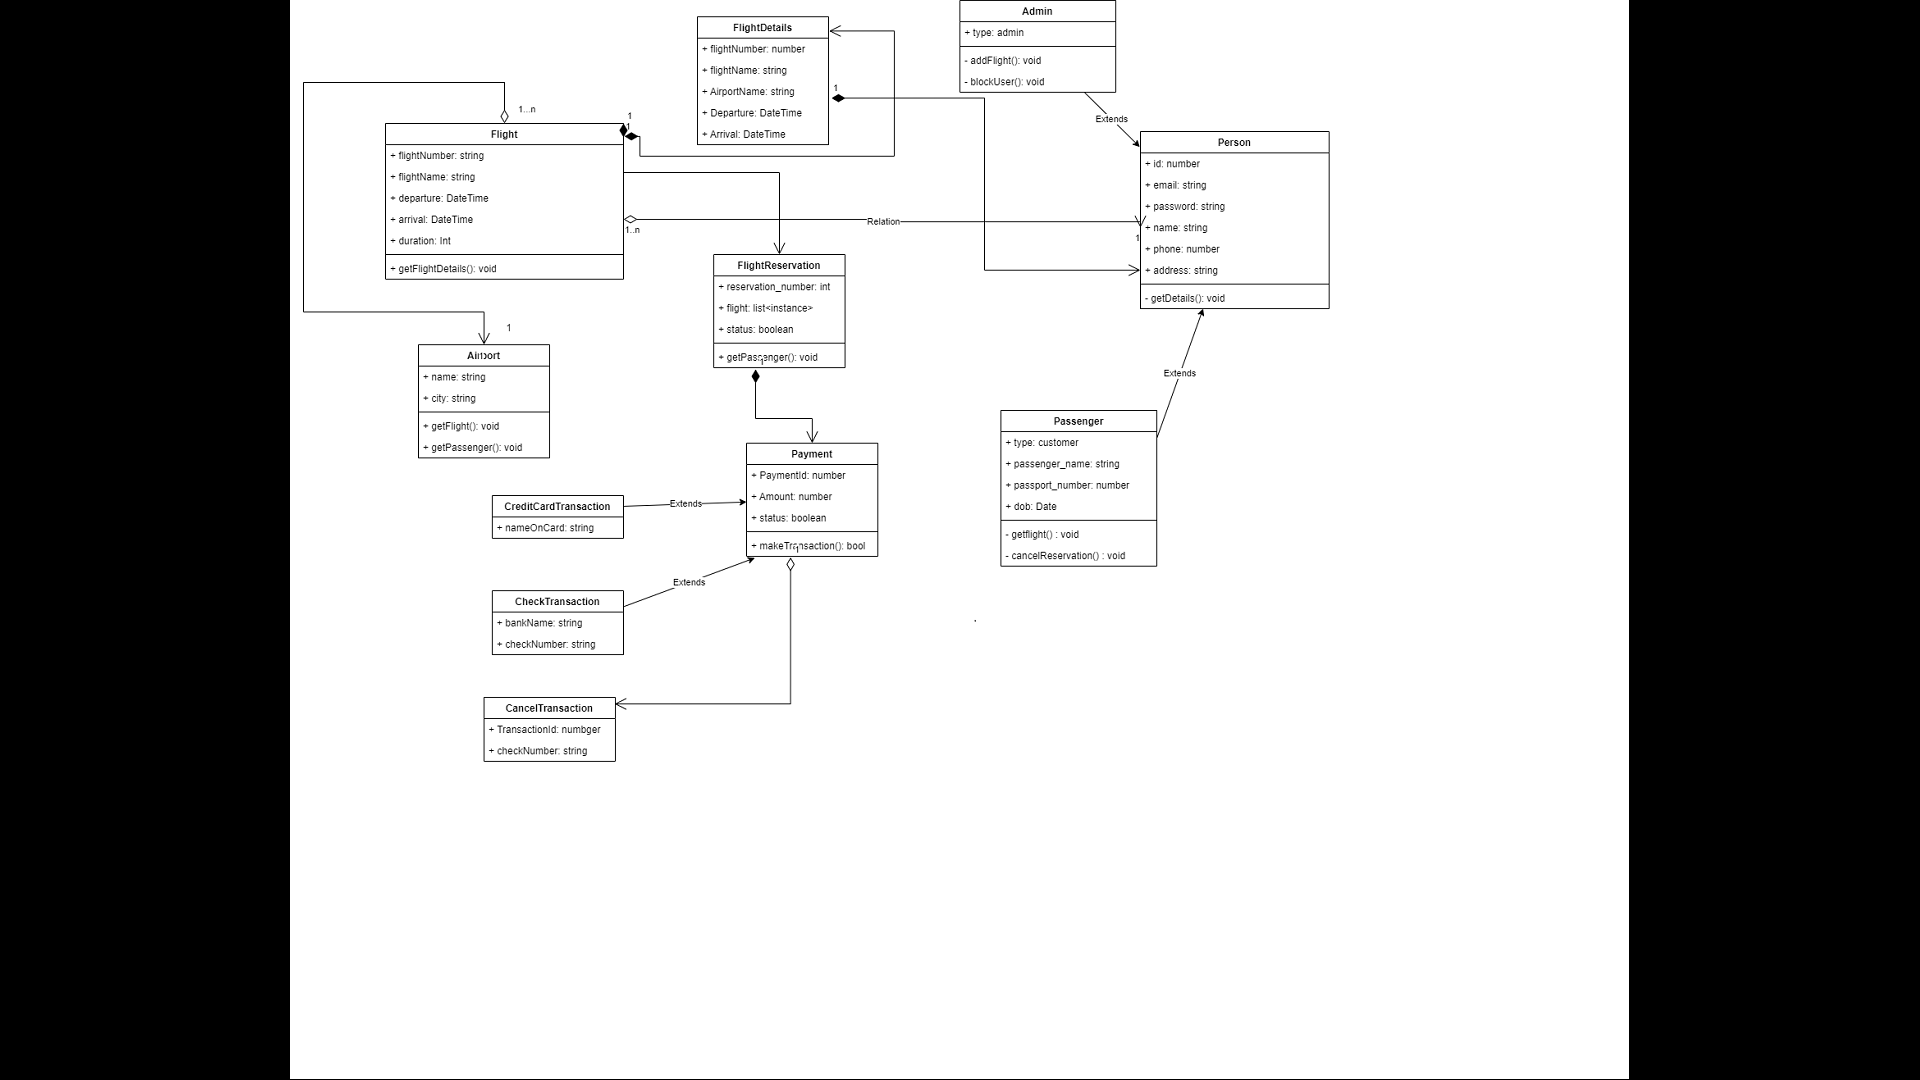 Admin
+ type: admin
- addFlight(): void
- blockUser(): void
FlightDetails
+ flightNumber: number
+ flightName: string
+ AirportName: string
+ Departure: DateTime
+ Arrival: DateTime
1
1...n
1
1
Extends
Flight
+ flightNumber: string
+ flightName: string
+ departure: DateTime
+ arrival: DateTime
+ duration: Int
+ getFlightDetails(): void
1..n
Relation
1
Person
+ id: number
+ email: string
+ password: string
+ name: string
+ phone: number
+ address: string
- getDetails(): void
FlightReservation
+ reservation_number: int
+ flight: list<instance>
+ status: boolean
+ getPassenger(): void
1
1
Airport
+ name: string
+ city: string
+ getFlight(): void
+ getPassenger(): void
Extends
Passenger
+ type: customer
+ passenger_name: string
+ passport_number: number
+ dob: Date
- getflight() : void
- cancelReservation() : void
Payment
+ PaymentId: number
+ Amount: number
+ status: boolean
+ makeTransaction(): bool
1
CreditCardTransaction
+ nameOnCard: string
Extends
Extends
CheckTransaction
+ bankName: string
+ checkNumber: string
CancelTransaction
+ TransactionId: numbger
+ checkNumber: string